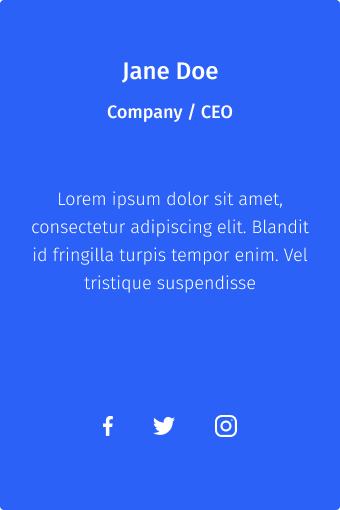 Jane Doe
Company / CEO
Lorem ipsum dolor sit amet,
consectetur adipiscing elit. Blandit
id fringilla turpis tempor enim. Vel
tristique suspendisse